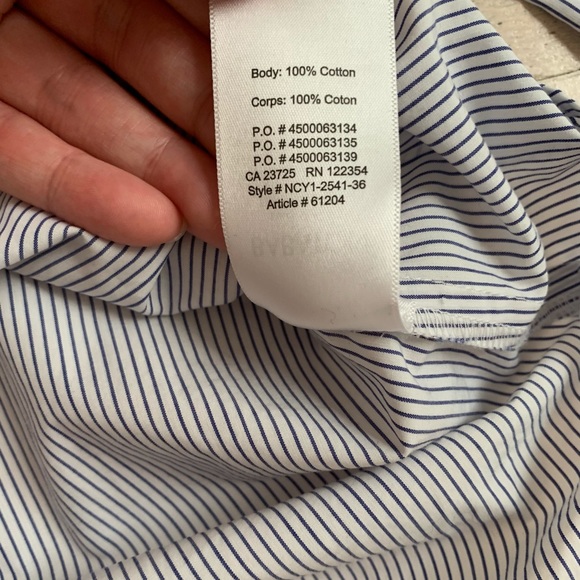 Body: 100% Cotton
Corps: 100% Coton
P.O. # 4500063134
P.O. # 4500063135
P.O. # 4500063139
CA 23725 RN 122354
Style # NCY1-2541-36
Article # 61204